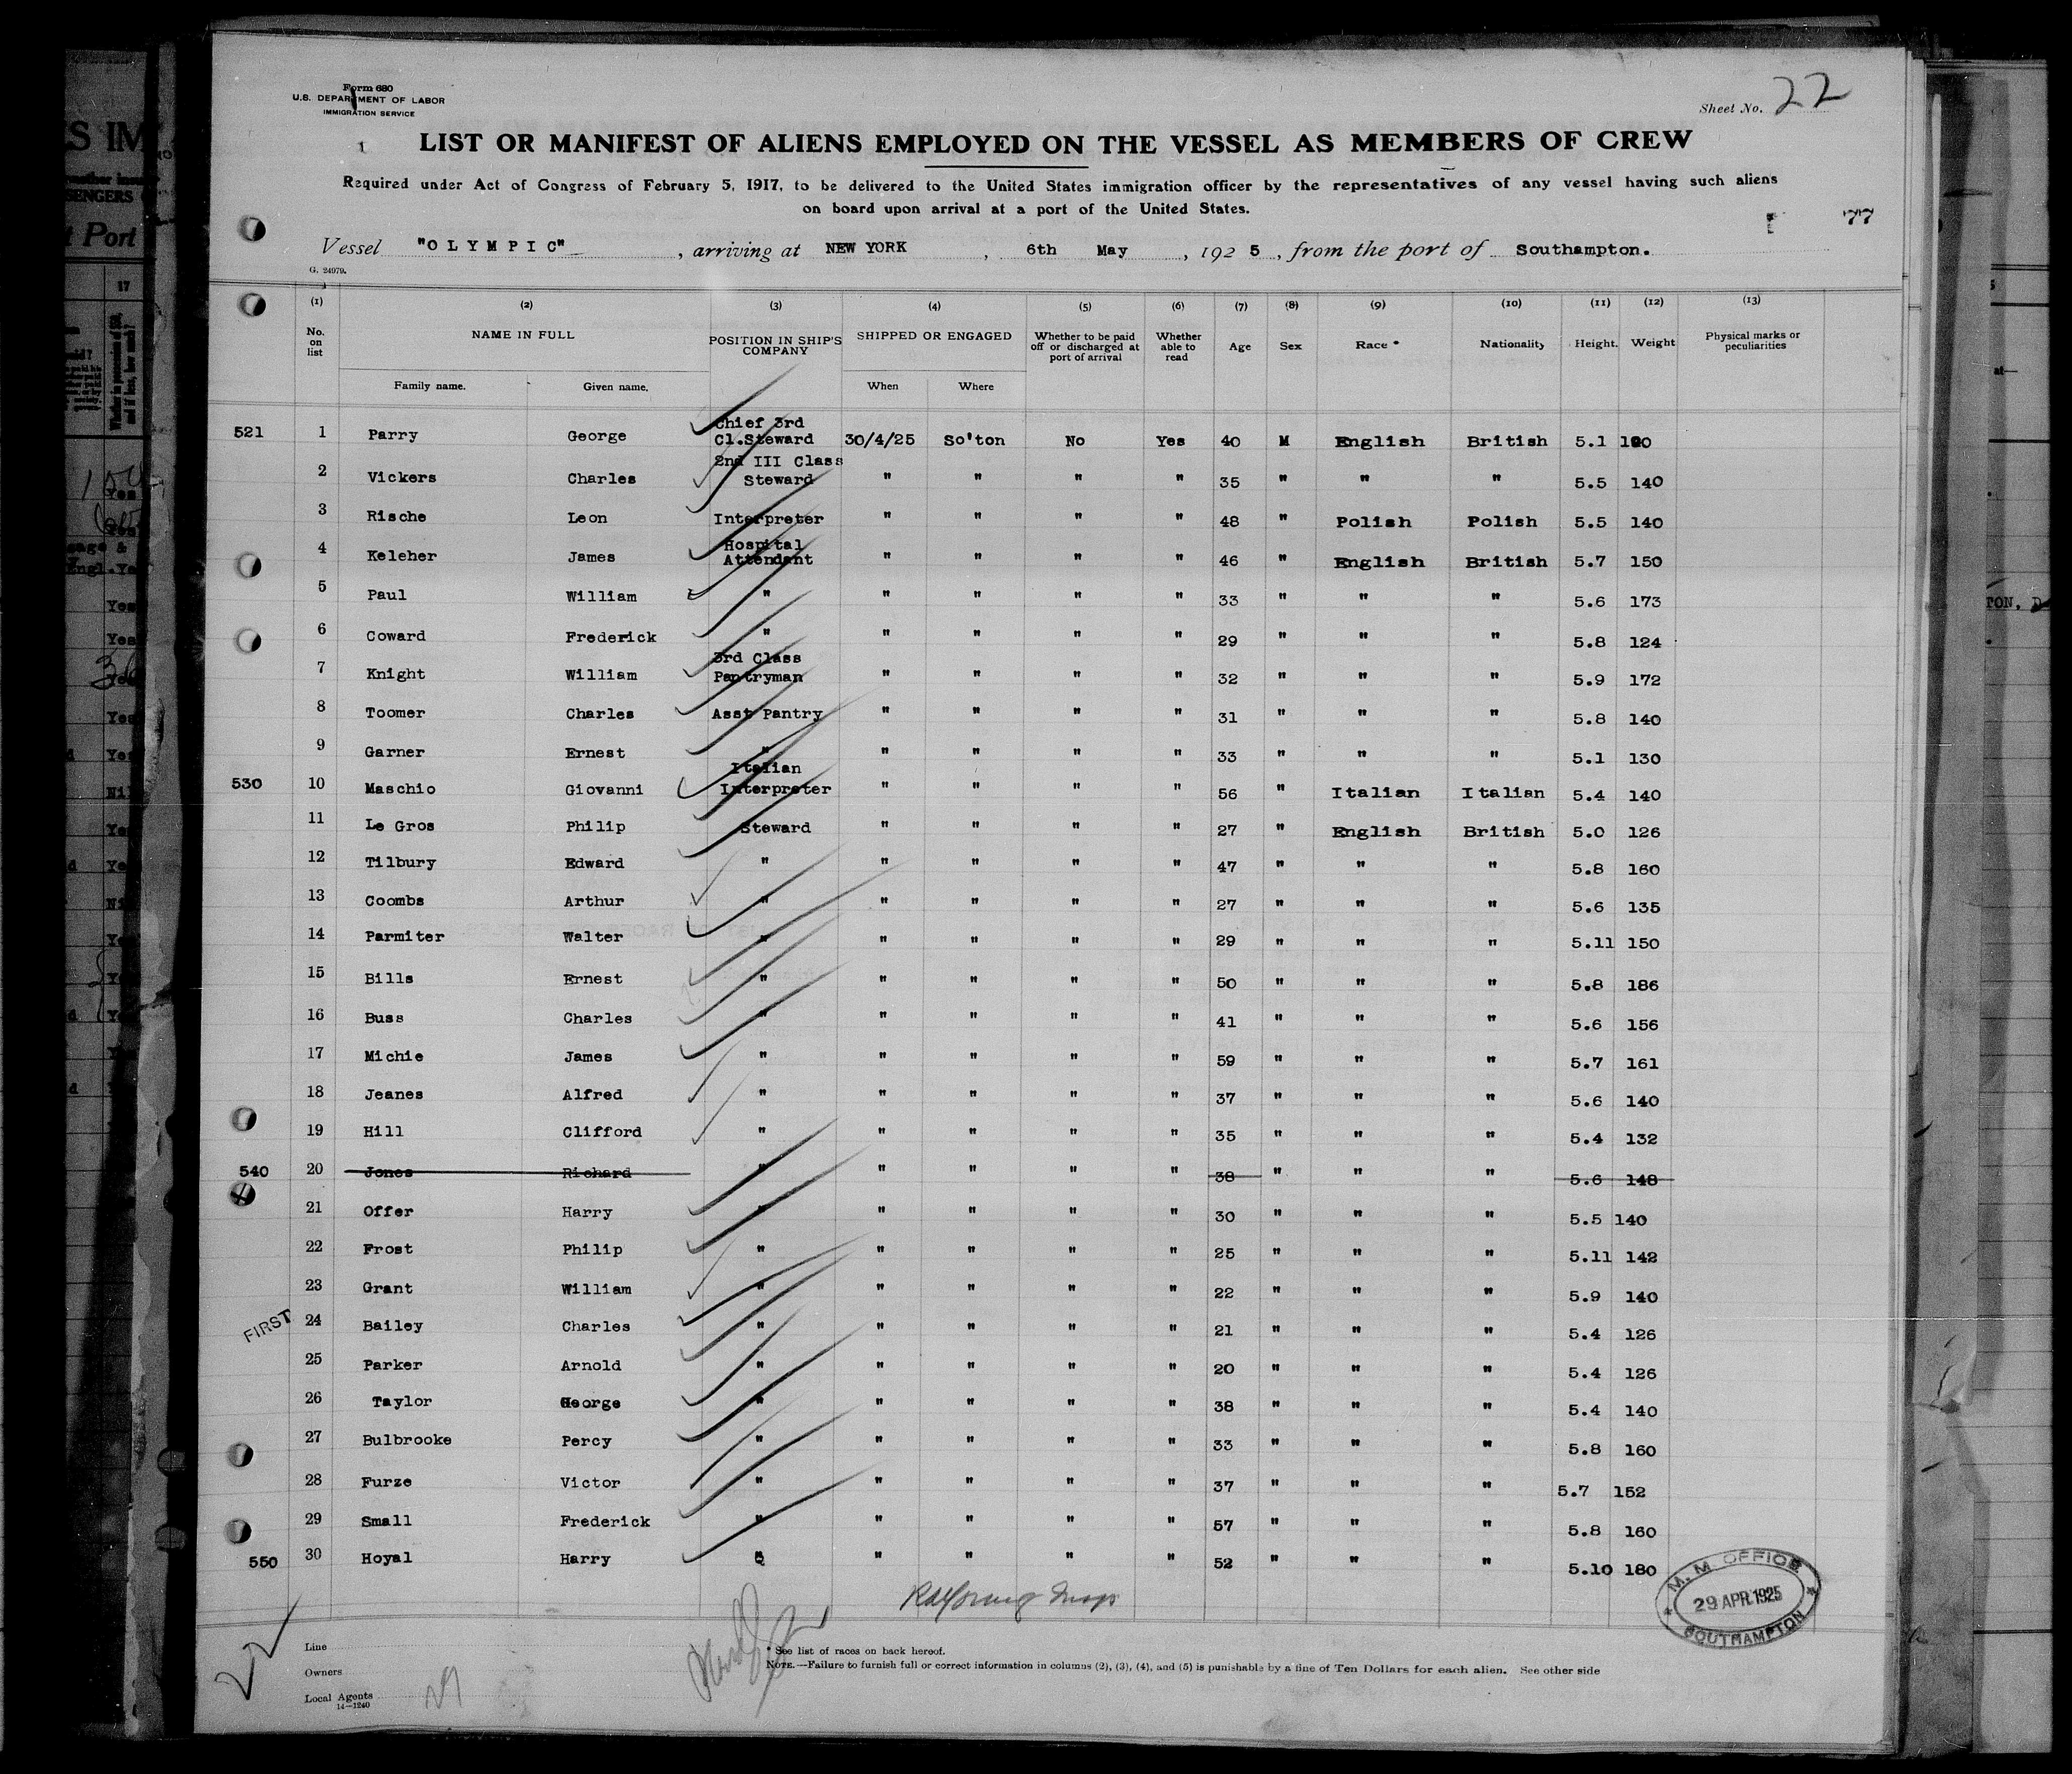 Form 680
U.S. DEPARTMENT OF LABOR
IMMIGRATION SERVICE
Sheet No. 22
LIST OR MANIFEST OF ALIENS EMPLOYED ON THE VESSEL AS MEMBERS OF CREW
Required under Act of Congress of February 5, 1917, to be delivered to the United States immigration officer by the representatives of any vessel having such aliens
on board upon arrival at a port of the United States.
77
Vessel "OLYMPIC", arriving at NEW YORK, 6th May, 1925, from the port of Southampton.
G. 24979.
(1) (2) (3) (4) (5) (6) (7) (8) (9) (10) (11) (12) (13)
No. on list NAME IN FULL POSITION IN SHIP'S COMPANY SHIPPED OR ENGAGED Whether to be paid off or discharged at port of arrival Whether able to read Age Sex Race * Nationality Height. Weight Physical marks or peculiarities
Family name. Given name. When Where
521 1 Parry George Chief 3rd Cl.Steward 30/4/25 So'ton No Yes 40 M English British 5.1
2 Vickers Charles 2nd III Class Steward " " " " 35 " " " 5.5 140
3 Rische Leon Interpreter " " " " 48 " Polish Polish 5.5 140
4 Keleher James Hospital Attendant " " " " 46 " English British 5.7 150
5 Paul William " " " " " 33 " " " 5.6 173
6 Coward Frederick " " " " " 29 " " " 5.8 124
7 Knight William 3rd Class Pantryman " " " " 32 " " " 5.9 172
8 Toomer Charles Asst Pantry " " " " 31 " " " 5.8 140
9 Garner Ernest " " " " " 33 " " " 5.1 130
530 10 Maschio Giovanni Italian Interpreter " " " " 56 " Italian Italian 5.4 140
11 Le Gros Philip Steward " " " " 27 " English British 5.0 126
12 Tilbury Edward " " " " " 47 " " " 5.8 160
13 Coombs Arthur " " " " " 27 " " " 5.6 135
14 Parmiter Walter " " " " " 29 " " " 5.11 150
15 Bills Ernest " " " " " 50 " " " 5.8 186
16 Buss Charles " " " " " 41 " " " 5.6 156
17 Michie James " " " " " 59 " " " 5.7 161
18 Jeanes Alfred " " " " " 37 " " " 5.6 140
19 Hill Clifford " " " " " 35 " " " 5.4 132
540 20 Jones Richard " " " " " 38 " " " 5.6 148
21 Offer Harry " " " " " 30 " " " 5.5 140
22 Frost Philip " " " " " 25 " " " 5.11 142
23 Grant William " " " " " 22 " " " 5.9 140
FIRST 24 Bailey Charles " " " " " 21 " " " 5.4 126
25 Parker Arnold " " " " " 20 " " " 5.4 126
26 Taylor George " " " " " 38 " " " 5.4 140
27 Bulbrooke Percy " " " " " 33 " " " 5.8 160
28 Furze Victor " " " " " 37 " " " 5.7 152
29 Small Frederick " " " " " 57 " " " 5.8 160
550 30 Hoyal Harry " " " " " 52 " " " 5.10 180
M. M. OFFICE
29 APR. 1925
SOUTHAMPTON
22
Line
Owners
Local Agents
14—1240
* See list of races on back hereof.
NOTE.—Failure to furnish full or correct information in columns (2), (3), (4), and (5) is punishable by a fine of Ten Dollars for each alien. See other side